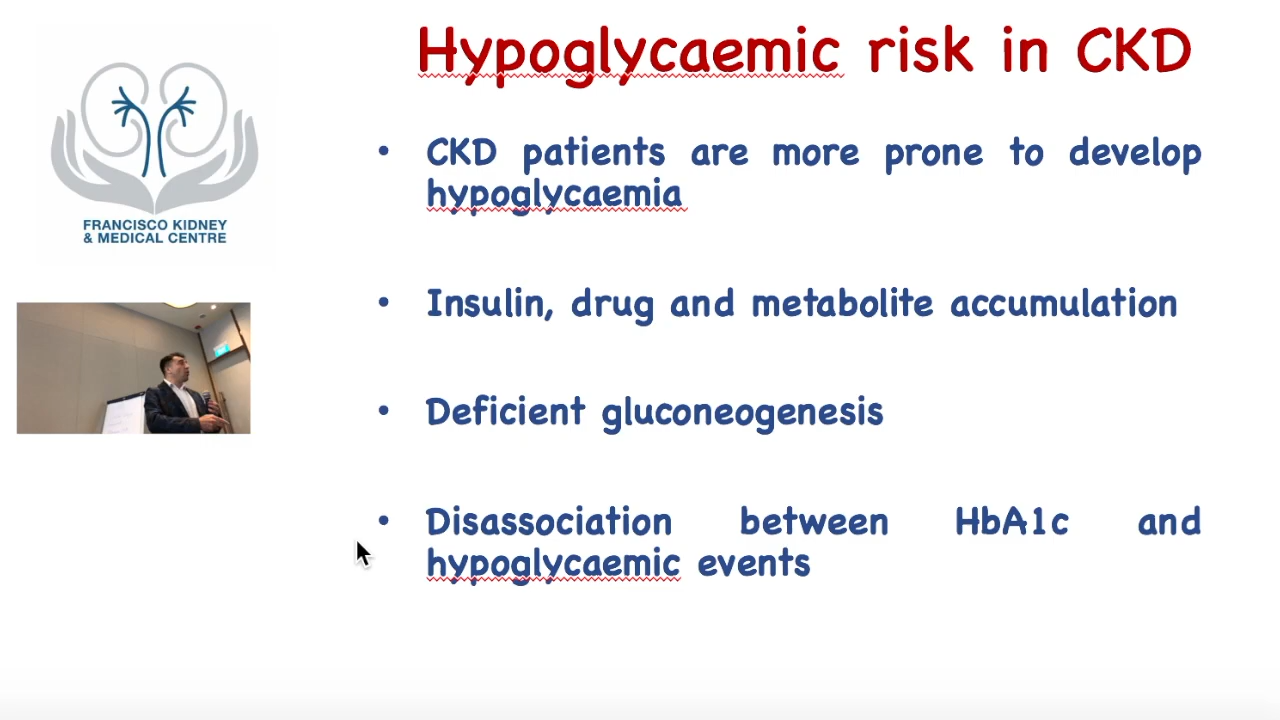 Hypoglycaemic risk in CKD
• CKD patients are more prone to develop
hypoglycaemia
• Insulin, drug and metabolite accumulation
• Deficient gluconeogenesis
• Disassociation between HbA1c and
hypoglycaemic events
FRANCISCO KIDNEY
& MEDICAL CENTRE